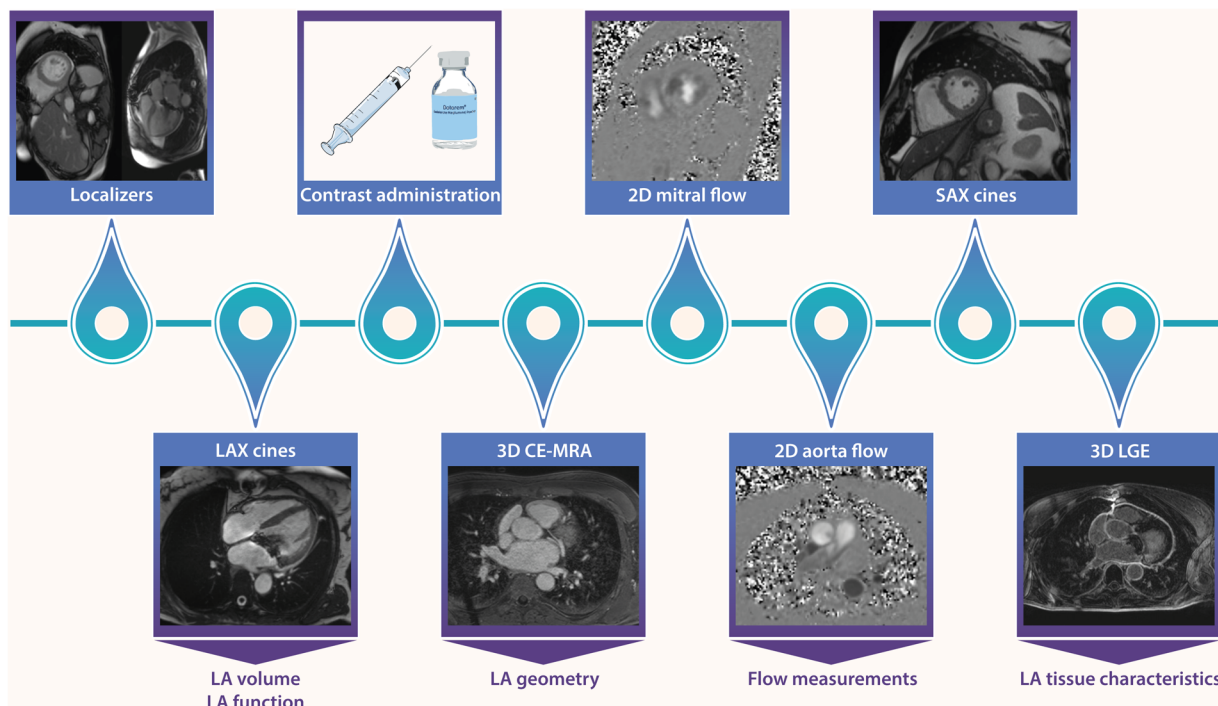 Localizers
Dotarem®
Contrast administration
2D mitral flow
SAX cines
LAX cines
3D CE-MRA
2D aorta flow
3D LGE
LA volume
LA function
LA geometry
Flow measurements
LA tissue characteristics